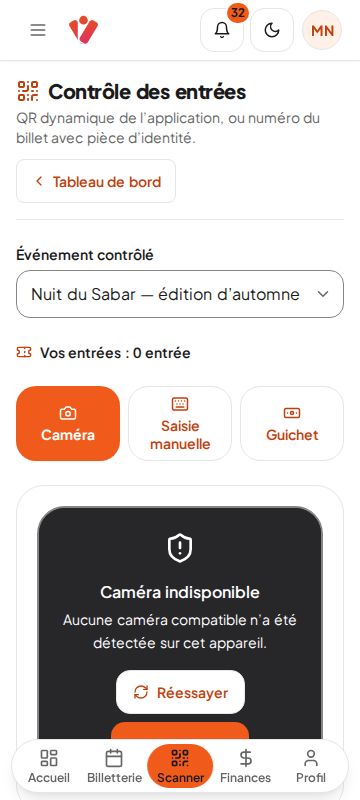 32
MN
Contrôle des entrées
QR dynamique de l'application, ou numéro du
billet avec pièce d'identité.
Tableau de bord
Événement contrôlé
Nuit du Sabar — édition d'automne
Vos entrées : 0 entrée
Caméra
Saisie
manuelle
Guichet
Caméra indisponible
Aucune caméra compatible n'a été
détectée sur cet appareil.
Réessayer
Accueil
Billetterie
Scanner
Finances
Profil